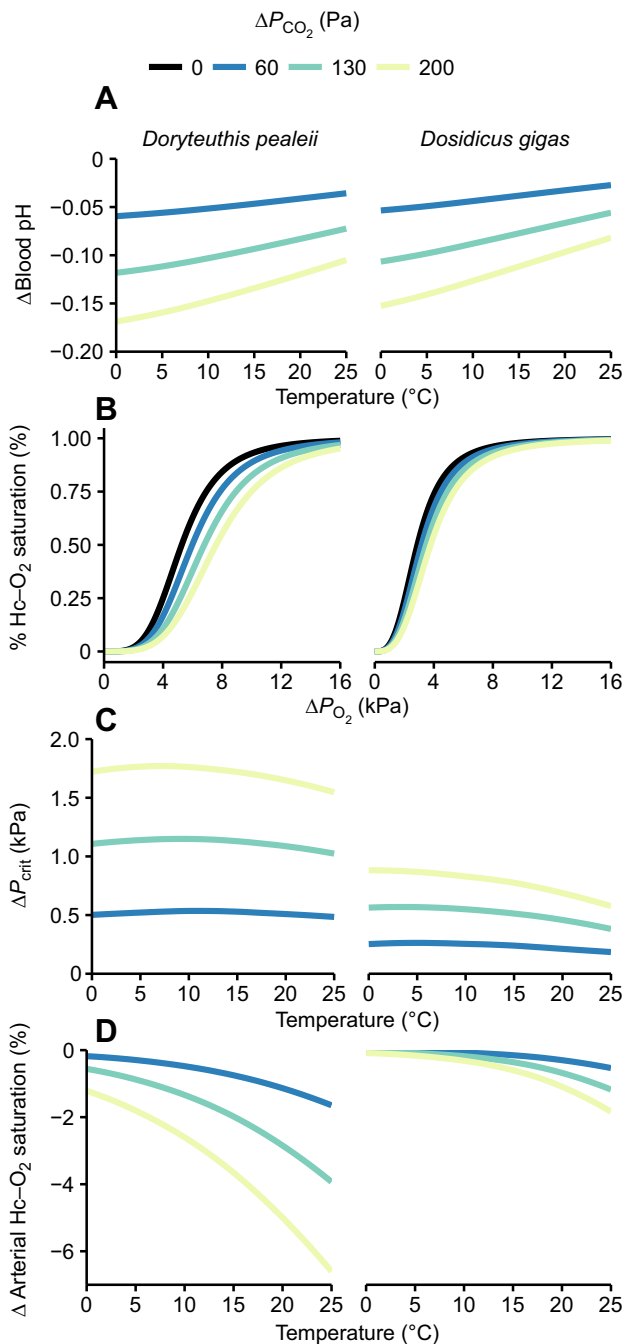 ΔP_CO₂ (Pa)
0 60 130 200
A
Doryteuthis pealeii Dosidicus gigas
ΔBlood pH
0
−0.05
−0.10
−0.15
−0.20
0 5 10 15 20 25 0 5 10 15 20 25
Temperature (°C)
B
% Hc–O₂ saturation (%)
1.00
0.75
0.50
0.25
0
0 4 8 12 16 0 4 8 12 16
ΔP_O₂ (kPa)
C
ΔP_crit (kPa)
2.0
1.5
1.0
0.5
0
0 5 10 15 20 25 0 5 10 15 20 25
Temperature (°C)
D
Δ Arterial Hc–O₂ saturation (%)
0
−2
−4
−6
0 5 10 15 20 25 0 5 10 15 20 25
Temperature (°C)